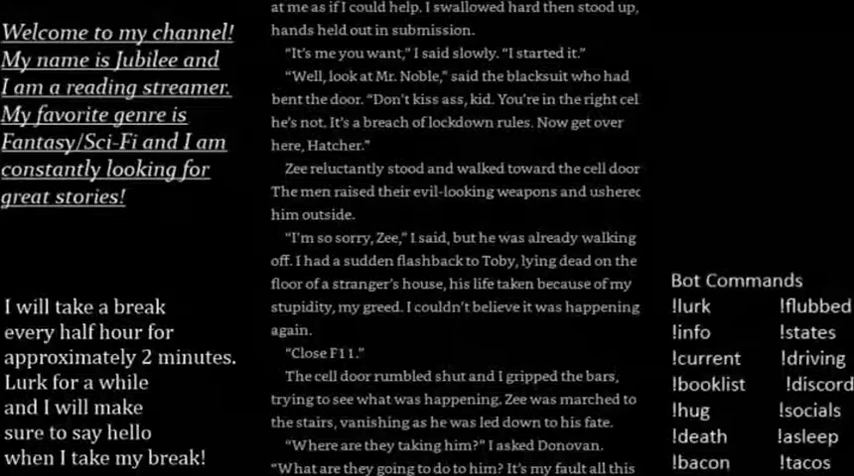 Welcome to my channel!
My name is Jubilee and
I am a reading streamer.
My favorite genre is
Fantasy/Sci-Fi and I am
constantly looking for
great stories!
I will take a break
every half hour for
approximately 2 minutes.
Lurk for a while
and I will make
sure to say hello
when I take my break!
at me as if I could help. I swallowed hard then stood up,
hands held out in submission.
“It’s me you want,” I said slowly. “I started it.”
“Well, look at Mr. Noble,” said the blacksuit who had
bent the door. “Don’t kiss ass, kid. You’re in the right cel
he’s not. It’s a breach of lockdown rules. Now get over
here, Hatcher.”
Zee reluctantly stood and walked toward the cell door
The men raised their evil-looking weapons and ushered
him outside.
“I’m so sorry, Zee,” I said, but he was already walking
off. I had a sudden flashback to Toby, lying dead on the
floor of a stranger’s house, his life taken because of my
stupidity, my greed. I couldn’t believe it was happening
again.
“Close F11.”
The cell door rumbled shut and I gripped the bars,
trying to see what was happening. Zee was marched to
the stairs, vanishing as he was led down to his fate.
“Where are they taking him?” I asked Donovan.
“What are they going to do to him? It’s my fault all this
Bot Commands
!lurk !flubbed
!info !states
!current !driving
!booklist !discord
!hug !socials
!death !asleep
!bacon !tacos